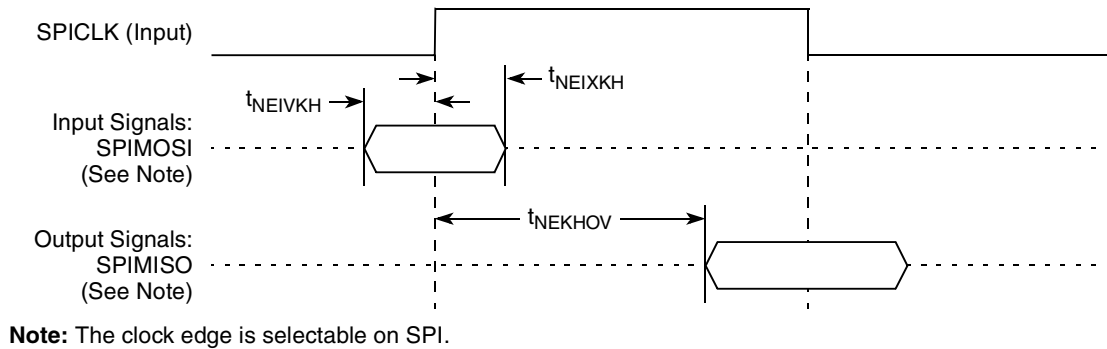 SPICLK (Input)
tNEIXKH
tNEIVKH
Input Signals:
SPIMOSI
(See Note)
tNEKHOV
Output Signals:
SPIMISO
(See Note)
Note: The clock edge is selectable on SPI.